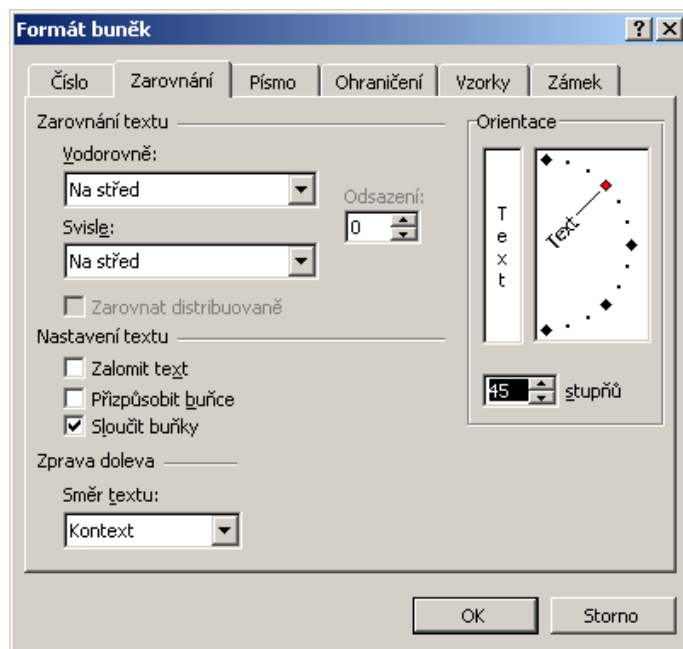 Formát buněk
Číslo Zarovnání Písmo Ohraničení Vzorky Zámek
Zarovnání textu
Vodorovně:
Na střed
Odsazení:
0
Svisle:
Na střed
Zarovnat distribuovaně
Nastavení textu
Zalomit text
Přizpůsobit buňce
Sloučit buňky
Zprava doleva
Směr textu:
Kontext
Orientace
Text
Text
45 stupňů
OK Storno